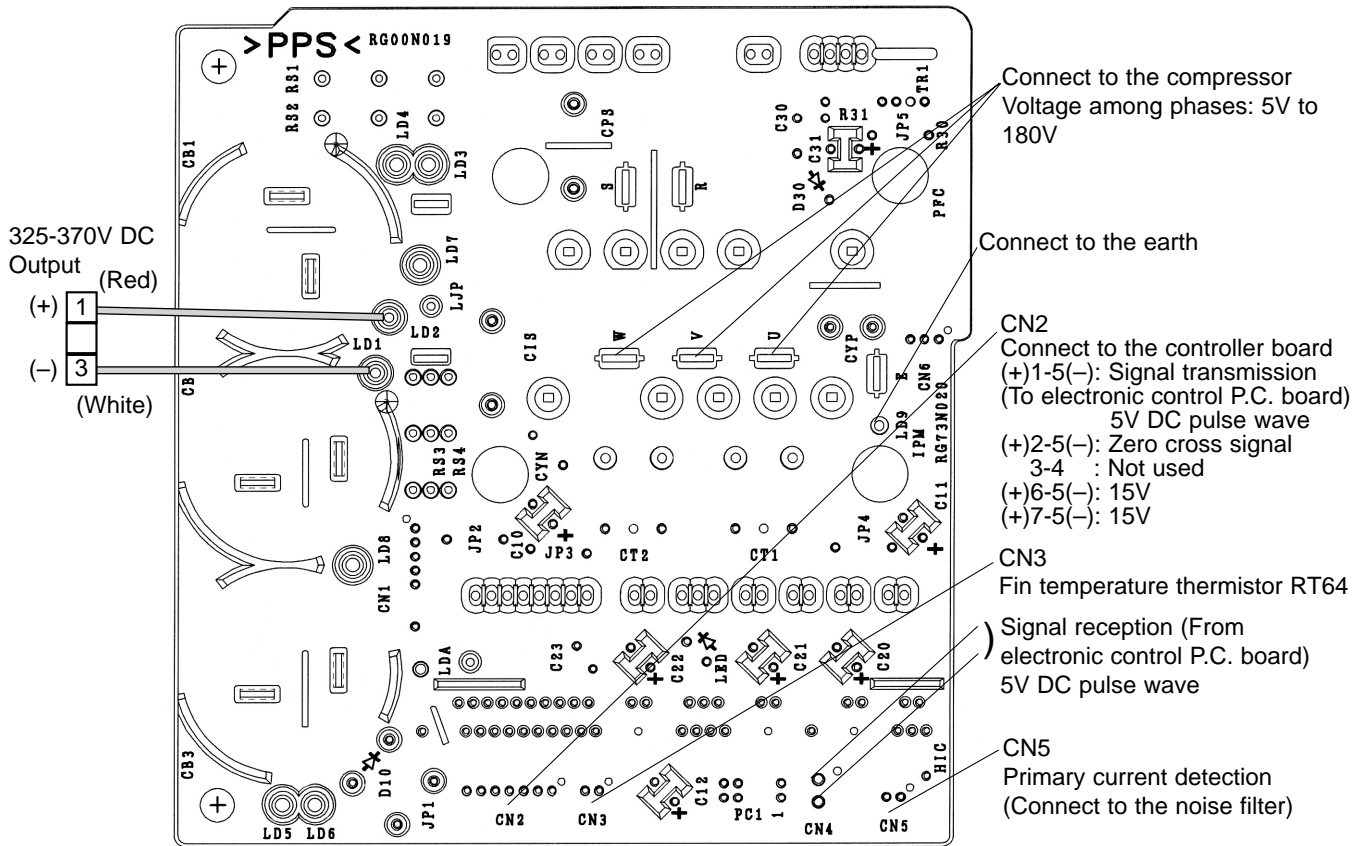 >PPS< RG00N019
RS1
RS2
CB1
LD4
LD3
CPS
S
R
C30
C31
R31
D30
JP5
TR1
R30
PFC
Connect to the compressor
Voltage among phases: 5V to
180V
325-370V DC
Output
(Red)
(+) 1
(–) 3
(White)
LD7
LJP
LD2
LD1
CB
CIS
W
V
U
CYP
E
CN6
LD9
IPM
RG73N020
Connect to the earth
CN2
Connect to the controller board
(+)1-5(–): Signal transmission
(To electronic control P.C. board)
5V DC pulse wave
(+)2-5(–): Zero cross signal
3-4 : Not used
(+)6-5(–): 15V
(+)7-5(–): 15V
RS3
RS4
CYN
C10
JP2
JP3
CT2
CT1
JP4
C11
LD8
CN1
CN3
Fin temperature thermistor RT64
LDA
C23
C22
LED
C21
C20
Signal reception (From
electronic control P.C. board)
5V DC pulse wave
CB3
D10
JP1
LD5 LD6
CN2
CN3
C12
PC1
1
CN4
CN5
HIC
CN5
Primary current detection
(Connect to the noise filter)